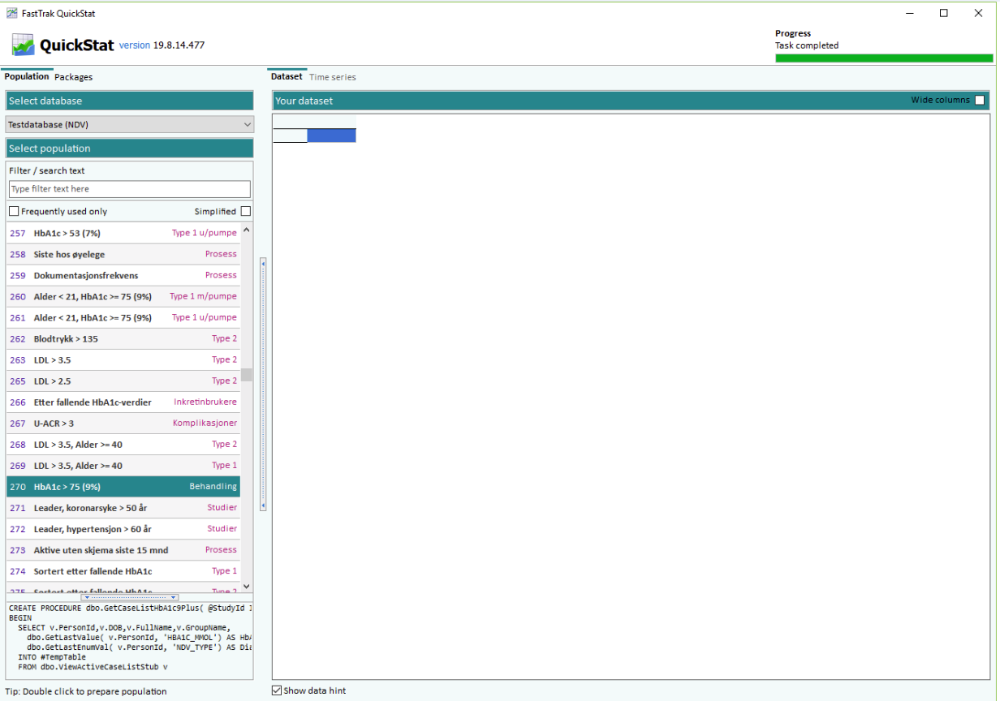 FastTrak QuickStat
QuickStat version 19.8.14.477
Progress
Task completed
Population Packages
Select database
Testdatabase (NDV)
Select population
Filter / search text
Type filter text here
Frequently used only Simplified
257 HbA1c > 53 (7%) Type 1 u/pumpe
258 Siste hos øyelege Prosess
259 Dokumentasjonsfrekvens Prosess
260 Alder < 21, HbA1c >= 75 (9%) Type 1 m/pumpe
261 Alder < 21, HbA1c >= 75 (9%) Type 1 u/pumpe
262 Blodtrykk > 135 Type 2
263 LDL > 3.5 Type 2
265 LDL > 2.5 Type 2
266 Etter fallende HbA1c-verdier Inkretinbrukere
267 U-ACR > 3 Komplikasjoner
268 LDL > 3.5, Alder >= 40 Type 2
269 LDL > 3.5, Alder >= 40 Type 1
270 HbA1c > 75 (9%) Behandling
271 Leader, koronarsyke > 50 år Studier
272 Leader, hypertensjon > 60 år Studier
273 Aktive uten skjema siste 15 mnd Prosess
274 Sortert etter fallende HbA1c Type 1
275 Sortert etter fallende HbA1c Type 2
CREATE PROCEDURE dbo.GetCaseListHbA1c9Plus( @StudyId
BEGIN
SELECT v.PersonId,v.DOB,v.FullName,v.GroupName,
dbo.GetLastValue( v.PersonId, 'HBA1C_MMOL') AS
dbo.GetLastEnumVal( v.PersonId, 'NDV_TYPE') AS
INTO #TempTable
FROM dbo.ViewActiveCaseListStub v
Tip: Double click to prepare population
Dataset Time series
Your dataset Wide columns
Show data hint